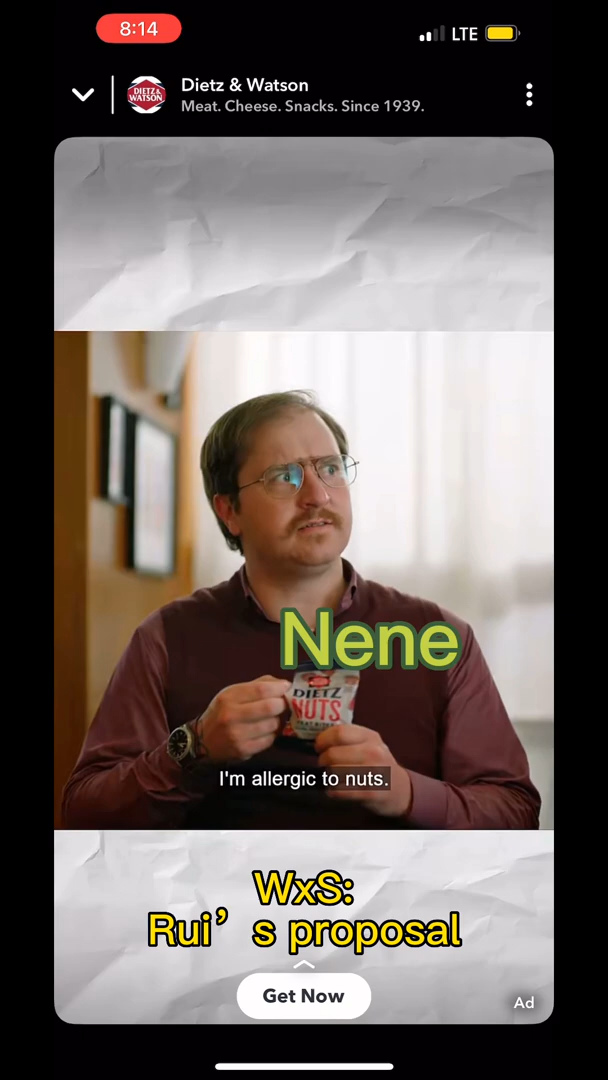 8:14
LTE
DIETZ &
WATSON
Dietz & Watson
Meat. Cheese. Snacks. Since 1939.
Nene
DIETZ
NUTS
I'm allergic to nuts.
WxS:
Rui's proposal
Get Now
Ad